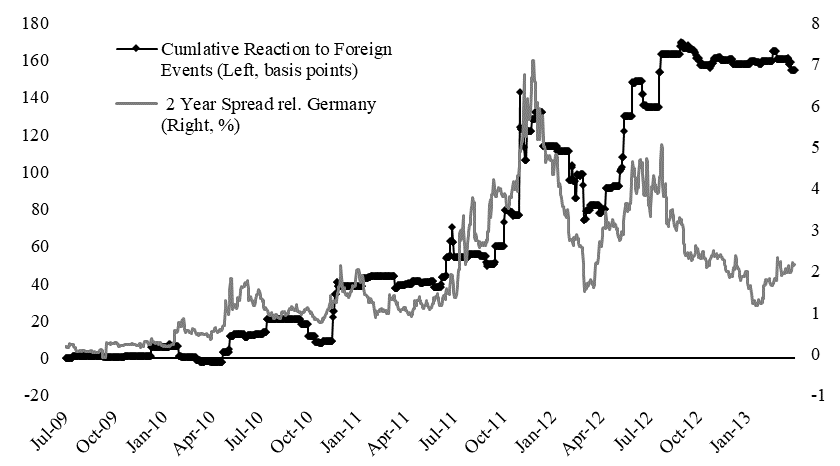 180
160
140
120
100
80
60
40
20
0
-20
Cumlative Reaction to Foreign
Events (Left, basis points)
2 Year Spread rel. Germany
(Right, %)
8
7
6
5
4
3
2
1
0
-1
Jul-09
Oct-09
Jan-10
Apr-10
Jul-10
Oct-10
Jan-11
Apr-11
Jul-11
Oct-11
Jan-12
Apr-12
Jul-12
Oct-12
Jan-13